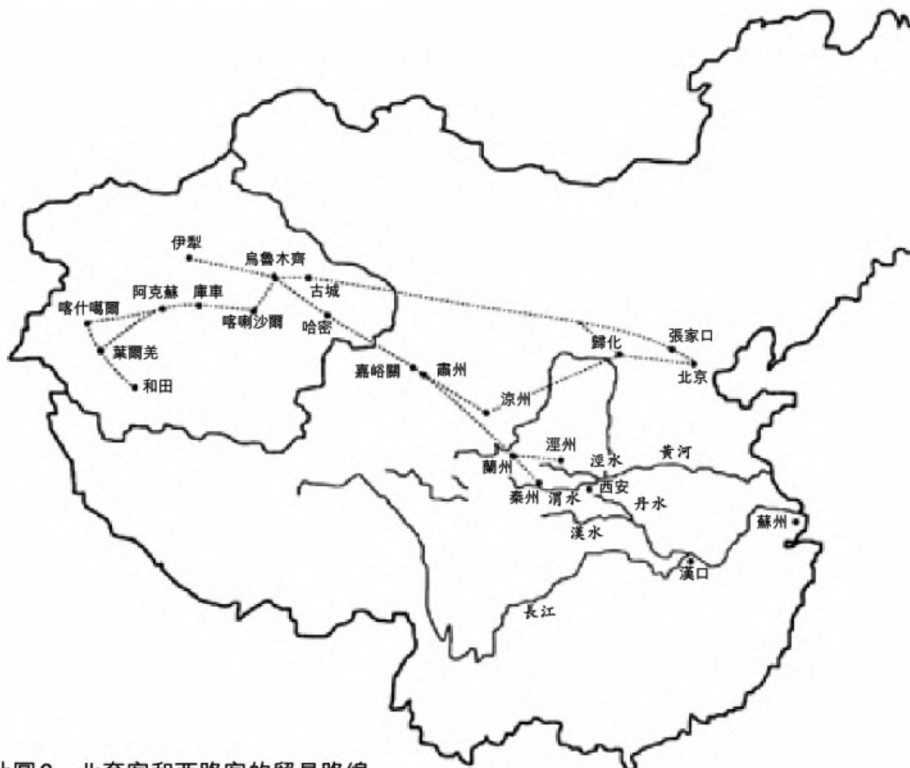 伊犁
烏魯木齊
古城
阿克蘇
庫車
喀什噶爾
喀喇沙爾
哈密
葉爾羌
和田
嘉峪關
肅州
涼州
歸化
張家口
北京
蘭州
涇州
涇水
黃河
秦州
渭水
西安
丹水
漢水
蘇州
漢口
長江